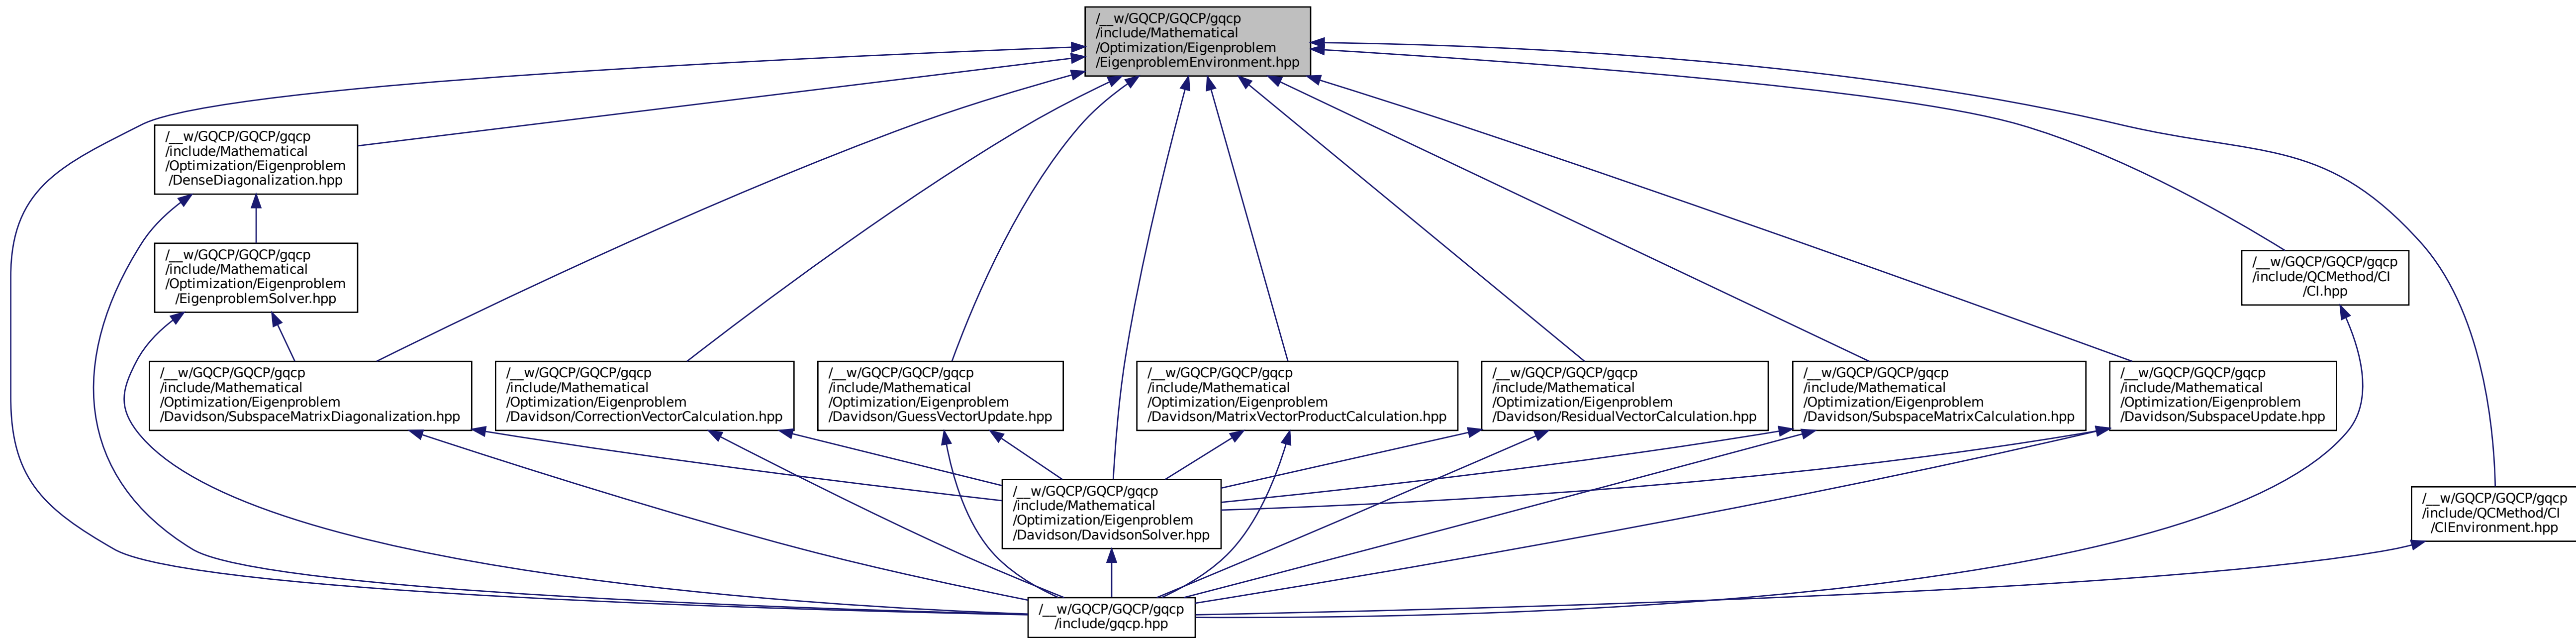 /__w/GQCP/GQCP/gqcp
/include/Mathematical
/Optimization/Eigenproblem
/EigenproblemEnvironment.hpp
/__w/GQCP/GQCP/gqcp
/include/Mathematical
/Optimization/Eigenproblem
/DenseDiagonalization.hpp
/__w/GQCP/GQCP/gqcp
/include/Mathematical
/Optimization/Eigenproblem
/EigenproblemSolver.hpp
/__w/GQCP/GQCP/gqcp
/include/QCMethod/CI
/CI.hpp
/__w/GQCP/GQCP/gqcp
/include/Mathematical
/Optimization/Eigenproblem
/Davidson/SubspaceMatrixDiagonalization.hpp
/__w/GQCP/GQCP/gqcp
/include/Mathematical
/Optimization/Eigenproblem
/Davidson/CorrectionVectorCalculation.hpp
/__w/GQCP/GQCP/gqcp
/include/Mathematical
/Optimization/Eigenproblem
/Davidson/GuessVectorUpdate.hpp
/__w/GQCP/GQCP/gqcp
/include/Mathematical
/Optimization/Eigenproblem
/Davidson/MatrixVectorProductCalculation.hpp
/__w/GQCP/GQCP/gqcp
/include/Mathematical
/Optimization/Eigenproblem
/Davidson/ResidualVectorCalculation.hpp
/__w/GQCP/GQCP/gqcp
/include/Mathematical
/Optimization/Eigenproblem
/Davidson/SubspaceMatrixCalculation.hpp
/__w/GQCP/GQCP/gqcp
/include/Mathematical
/Optimization/Eigenproblem
/Davidson/SubspaceUpdate.hpp
/__w/GQCP/GQCP/gqcp
/include/Mathematical
/Optimization/Eigenproblem
/Davidson/DavidsonSolver.hpp
/__w/GQCP/GQCP/gqcp
/include/QCMethod/CI
/CIEnvironment.hpp
/__w/GQCP/GQCP/gqcp
/include/gqcp.hpp